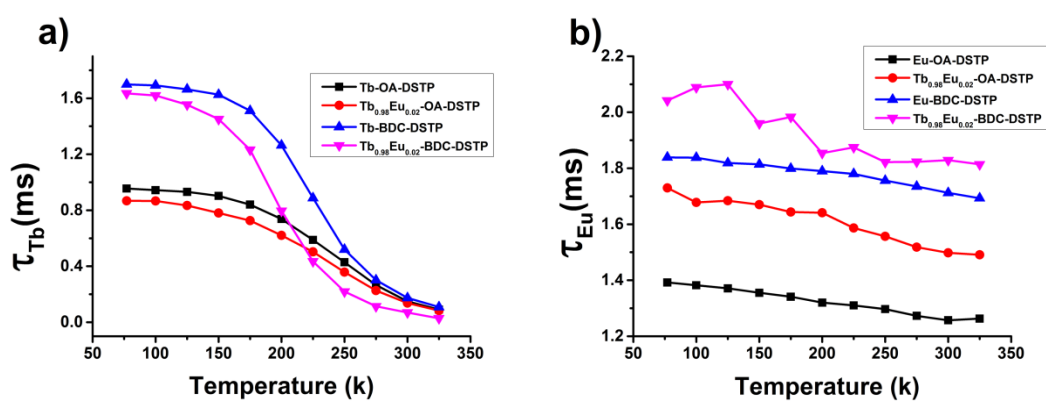 a)
τTb(ms)
1.6
1.2
0.8
0.4
0.0
Tb-OA-DSTP
Tb0.98Eu0.02-OA-DSTP
Tb-BDC-DSTP
Tb0.98Eu0.02-BDC-DSTP
50 100 150 200 250 300 350
Temperature (k)
b)
τEu(ms)
2.2
2.0
1.8
1.6
1.4
1.2
Eu-OA-DSTP
Tb0.98Eu0.02-OA-DSTP
Eu-BDC-DSTP
Tb0.98Eu0.02-BDC-DSTP
50 100 150 200 250 300 350
Temperature (k)